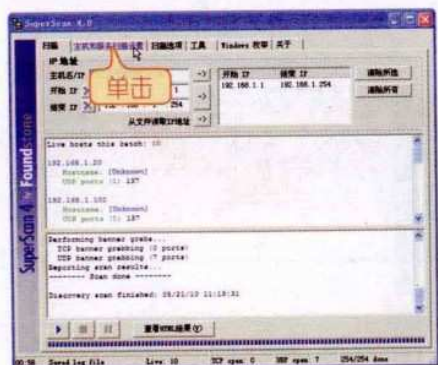 SuperScan 4.0
扫描 主机和服务扫描设置 扫描选项 工具 Windows 枚举 关于
IP 地址
主机名/IP
开始 IP
结束 IP 254
从文件读取IP地址
单击
开始 IP 结束 IP
192.168.1.1 192.168.1.254
清除所选
清除所有
Live hosts this batch: 10
192.168.1.20
Hostname: [Unknown]
UDP ports (1) 137
192.168.1.102
Hostname: [Unknown]
UDP ports (1) 137
Performing banner grabs...
TCP banner grabbing (0 ports)
UDP banner grabbing (7 ports)
Reporting scan results...
-------- Scan done --------
Discovery scan finished:
查看HTML结果(V)
SuperScan 4 by Foundstone
00:58 Saved log file Live: 10 TCP open: 0 UDP open: 7 254/254 done